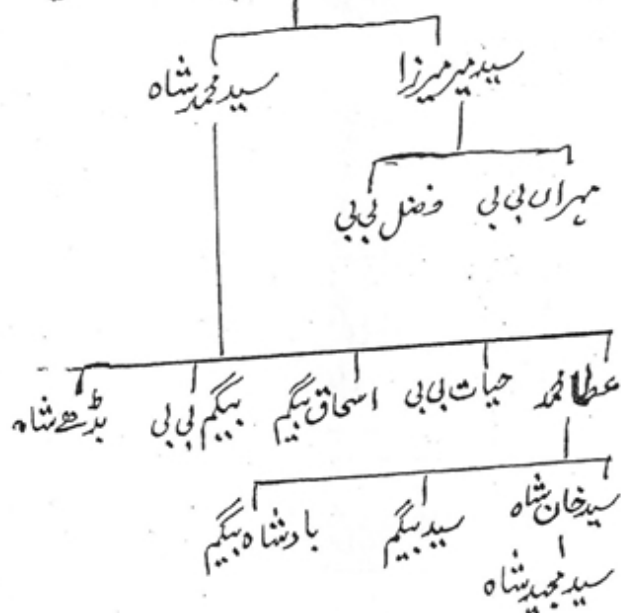 سید میر میرزا سید محمد شاہ
مہراں بی بی فضل بی بی
عطا محمد حیات بی بی اسحاق بیگم بیگم بی بی بڈھے شاہ
سید خان شاہ سید بیگم بادشاہ بیگم
سید مجید شاہ